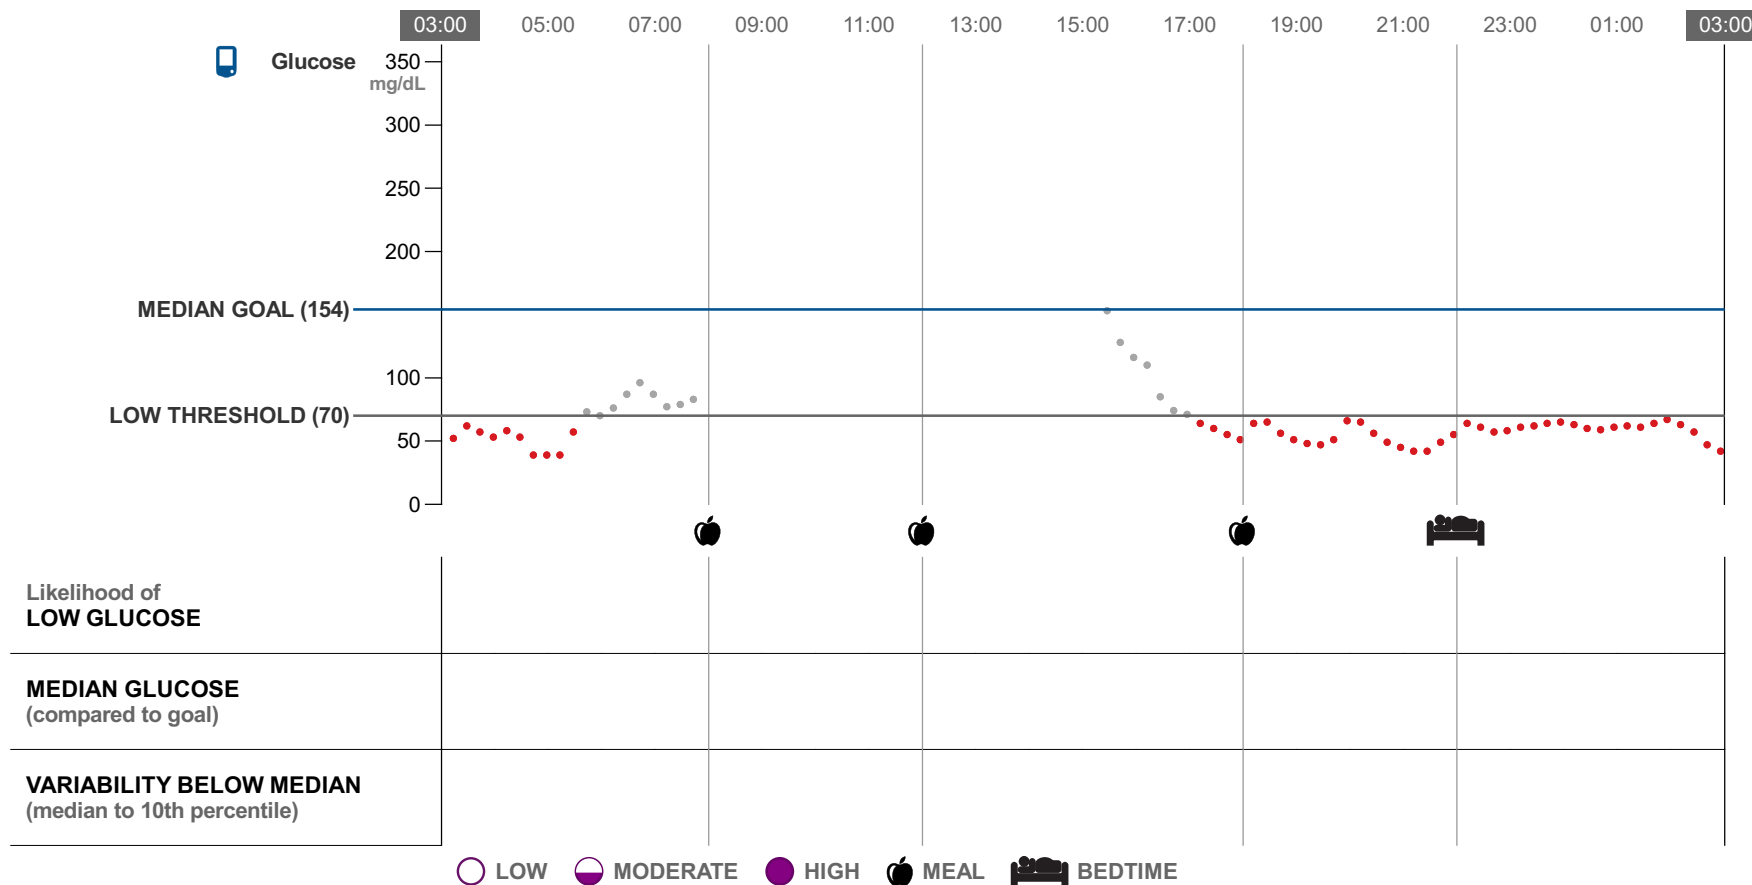 03:00 05:00 07:00 09:00 11:00 13:00 15:00 17:00 19:00 21:00 23:00 01:00 03:00
Glucose 350
mg/dL
300
250
200
MEDIAN GOAL (154)
100
LOW THRESHOLD (70)
50
0
Likelihood of
LOW GLUCOSE
MEDIAN GLUCOSE
(compared to goal)
VARIABILITY BELOW MEDIAN
(median to 10th percentile)
LOW MODERATE HIGH MEAL BEDTIME